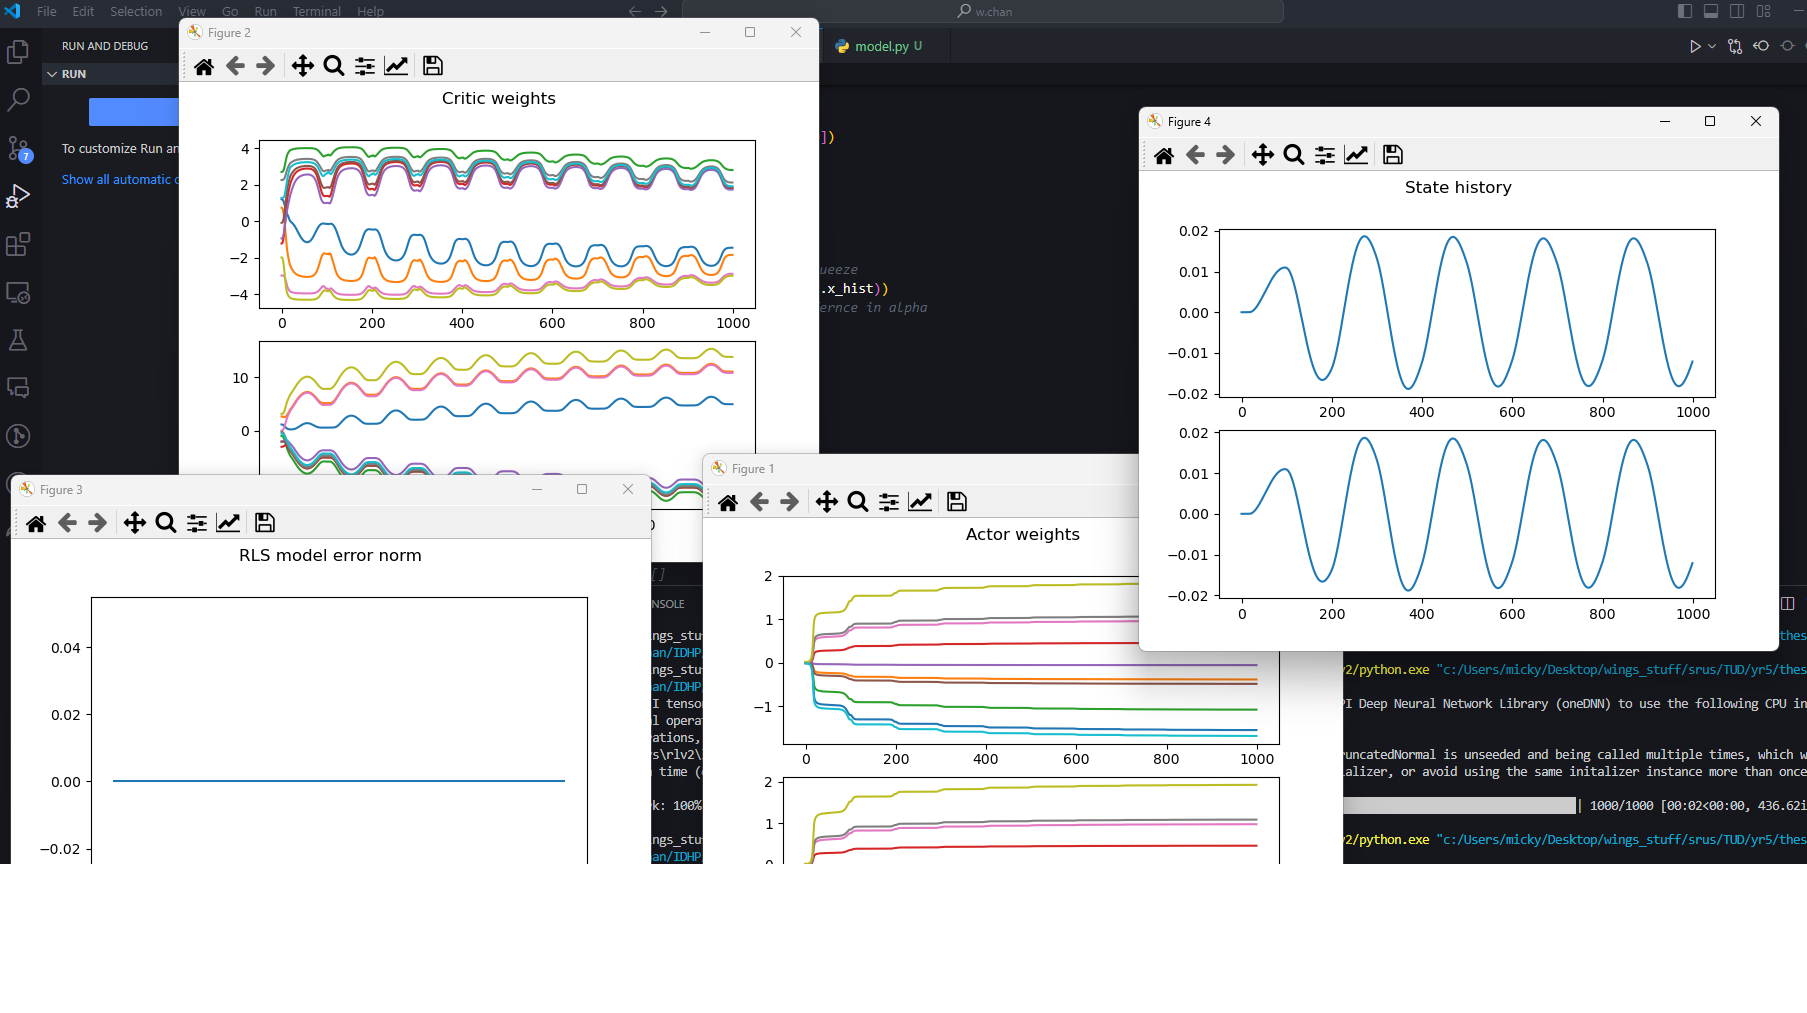 File Edit Selection View Go Run Terminal Help
w.chan
RUN AND DEBUG
RUN
To customize Run an
Show all automatic
7
model.py U
])
ueeze
.x_hist))
ernce in alpha
Figure 2
Critic weights
4
2
0
−2
−4
0 200 400 600 800 1000
10
0
Figure 4
State history
0.02
0.01
0.00
−0.01
−0.02
0 200 400 600 800 1000
0.02
0.01
0.00
−0.01
−0.02
0 200 400 600 800 1000
Figure 3
RLS model error norm
0.04
0.02
0.00
−0.02
Figure 1
Actor weights
2
1
0
−1
0 200 400 600 800 1000
2
1
0
[]
ONSOLE
ngs_stu
an/IDHP
ngs_stu
an/IDHP
I tensor
l operat
ations,
rs\rlv2\
time (
k: 100%
ngs_stu
an/IDHP
/thes
v2/python.exe "c:/Users/micky/Desktop/wings_stuff/srus/TUD/yr5/thes
PI Deep Neural Network Library (oneDNN) to use the following CPU in
runcatedNormal is unseeded and being called multiple times, which w
alizer, or avoid using the same initalizer instance more than once
| 1000/1000 [00:02<00:00, 436.62i
v2/python.exe "c:/Users/micky/Desktop/wings_stuff/srus/TUD/yr5/thes